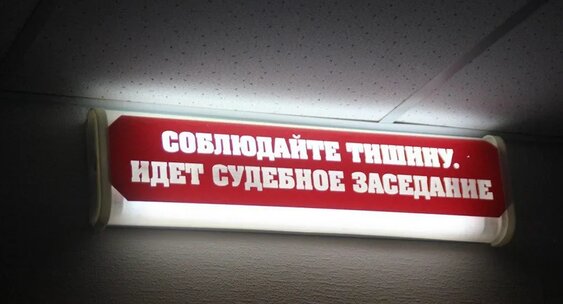 СОБЛЮДАЙТЕ ТИШИНУ.
ИДЕТ СУДЕБНОЕ ЗАСЕДАНИЕ